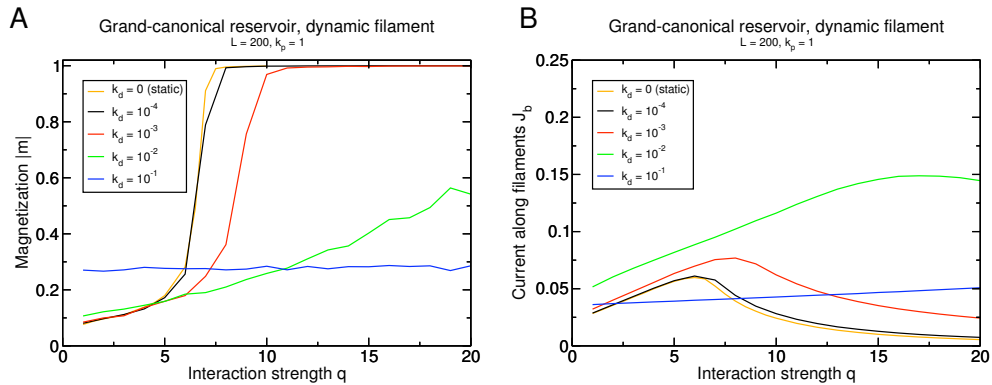 A
Grand-canonical reservoir, dynamic filament
L = 200, k_p = 1
Magnetization |m|
1
0.8
0.6
0.4
0.2
0
k_d = 0 (static)
k_d = 10^-4
k_d = 10^-3
k_d = 10^-2
k_d = 10^-1
0 5 10 15 20
Interaction strength q
B
Grand-canonical reservoir, dynamic filament
L = 200, k_p = 1
Current along filaments J_b
0.25
0.2
0.15
0.1
0.05
0
k_d = 0 (static)
k_d = 10^-4
k_d = 10^-3
k_d = 10^-2
k_d = 10^-1
0 5 10 15 20
Interaction strength q